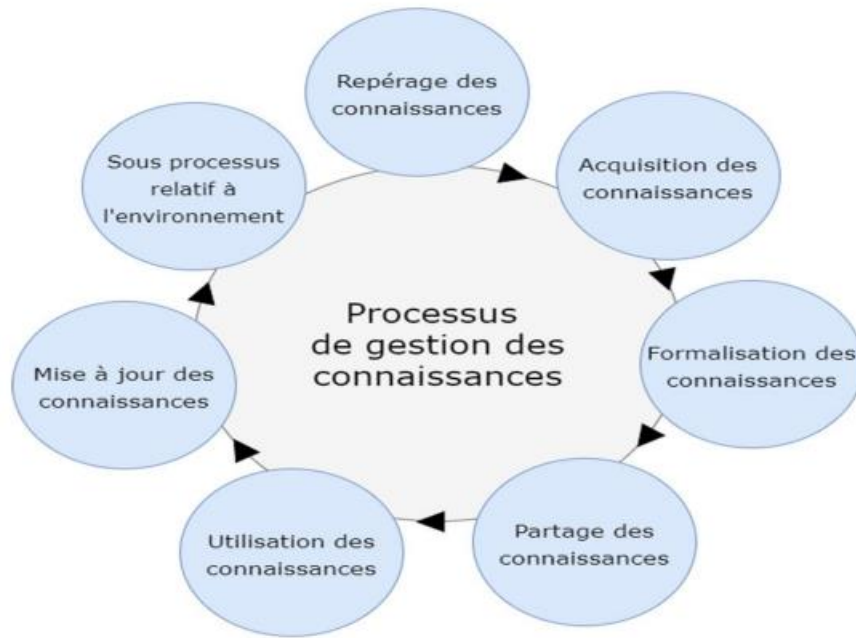 Repérage des
connaissances
Acquisition des
connaissances
Formalisation des
connaissances
Partage des
connaissances
Utilisation des
connaissances
Mise à jour des
connaissances
Sous processus
relatif à
l'environnement
Processus
de gestion des
connaissances